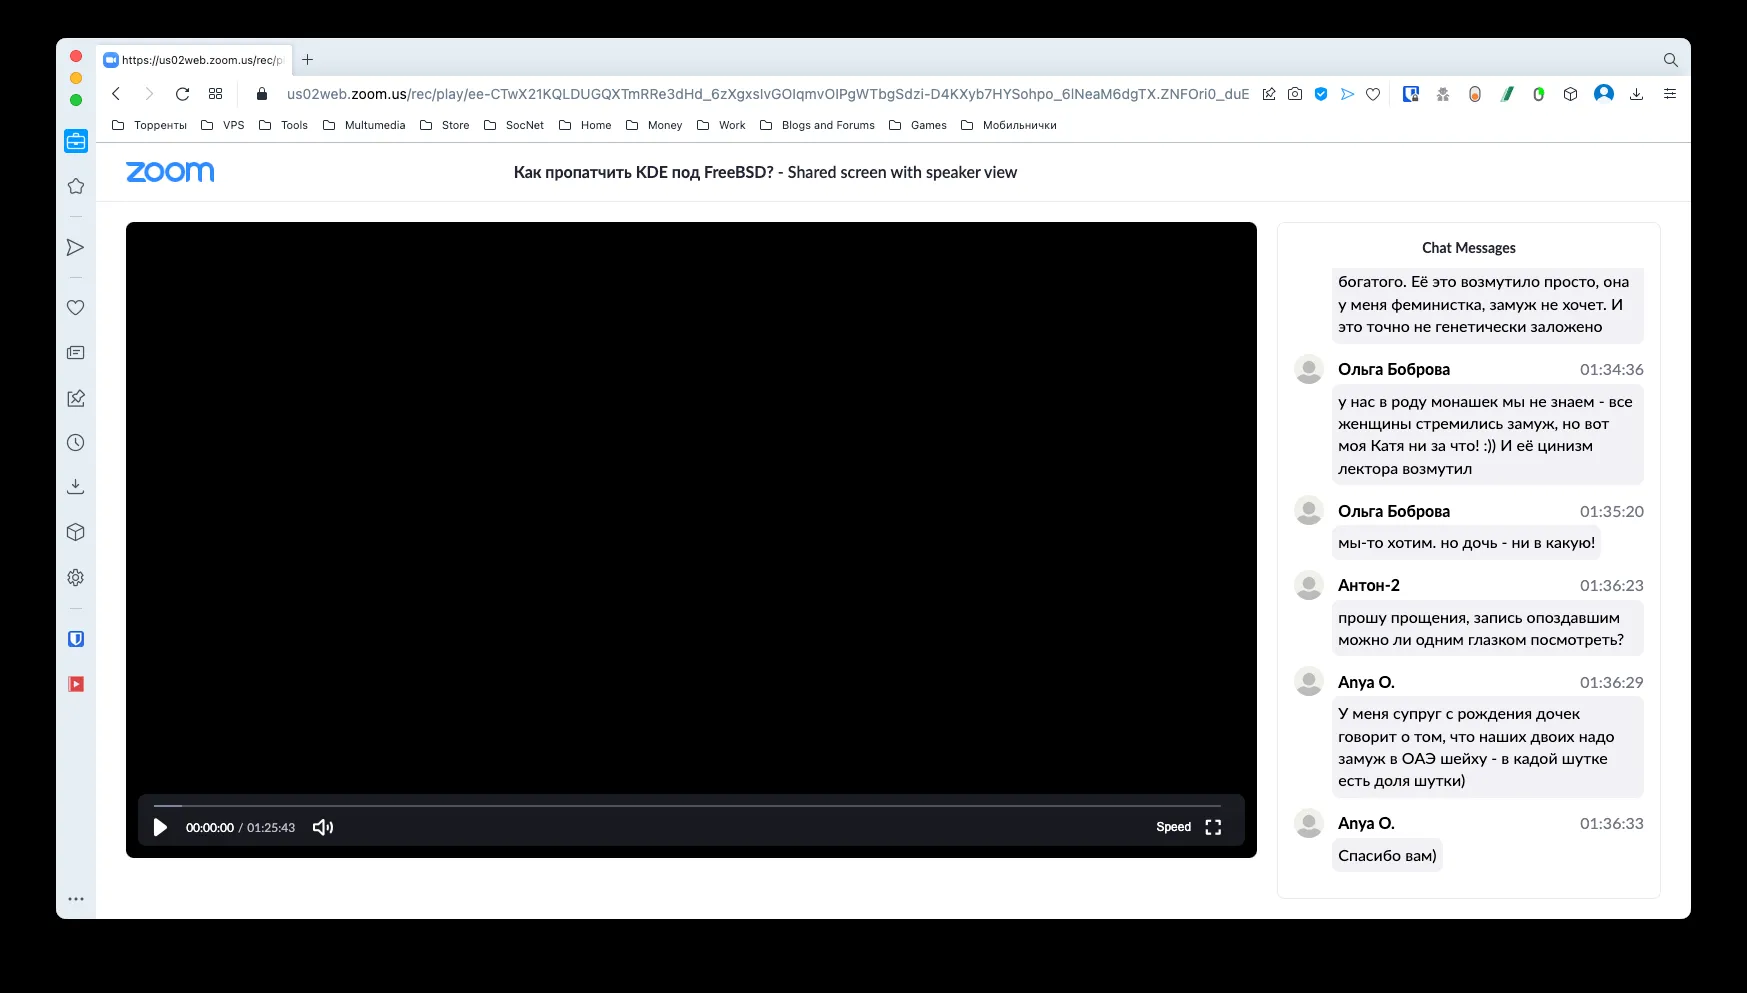 https://us02web.zoom.us/rec/pl
us02web.zoom.us/rec/play/ee-CTwX21KQLDUGQXTmRRe3dHd_6zXgxslvGOlqmvOlPgWTbgSdzi-D4KXyb7HYSohpo_6lNeaM6dgTX.ZNFOri0_duE
Торренты VPS Tools Multumedia Store SocNet Home Money Work Blogs and Forums Games Мобильнички
zoom
Как пропатчить KDE под FreeBSD? - Shared screen with speaker view
Chat Messages
богатого. Её это возмутило просто, она
у меня феминистка, замуж не хочет. И
это точно не генетически заложено
Ольга Боброва 01:34:36
у нас в роду монашек мы не знаем - все
женщины стремились замуж, но вот
моя Катя ни за что! :)) И её цинизм
лектора возмутил
Ольга Боброва 01:35:20
мы-то хотим. но дочь - ни в какую!
Антон-2 01:36:23
прошу прощения, запись опоздавшим
можно ли одним глазком посмотреть?
Anya O. 01:36:29
У меня супруг с рождения дочек
говорит о том, что наших двоих надо
замуж в ОАЭ шейху - в кадой шутке
есть доля шутки)
Anya O. 01:36:33
Спасибо вам)
00:00:00 / 01:25:43
Speed